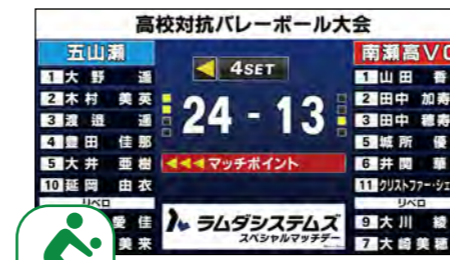 高校対抗バレーボール大会
五山瀬
4SET
南瀬高VC
1 大野 遥
2 木村 美英
3 渡邉 遥
4 豊田 佳那
5 大井 亜樹
10 延岡 由衣
リベロ
愛佳
美来
24 - 13
マッチポイント
ラムダシステムズ
スペシャルマッチデー
1 山田 香
2 田中 加寿
3 田中 穂寿
5 城所 優
6 井関 華
11 クリストファー・シェ
リベロ
9 大川 綾
7 大崎 美穂